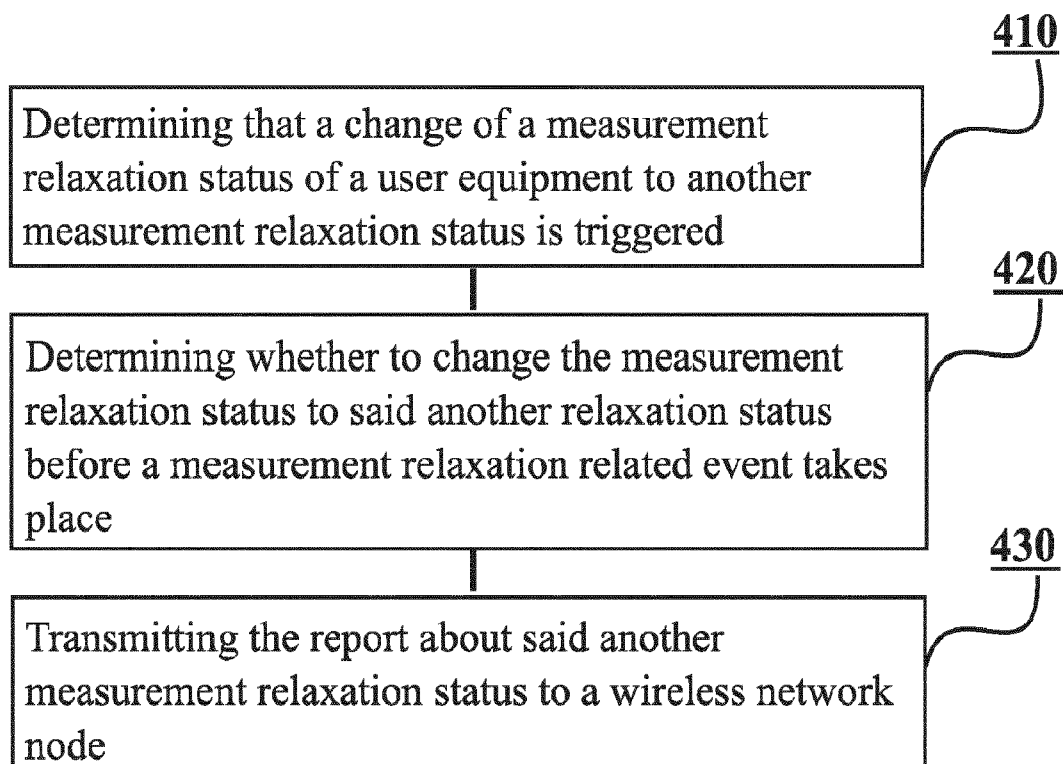 410
Determining that a change of a measurement
relaxation status of a user equipment to another
measurement relaxation status is triggered
420
Determining whether to change the measurement
relaxation status to said another relaxation status
before a measurement relaxation related event takes
place
430
Transmitting the report about said another
measurement relaxation status to a wireless network
node